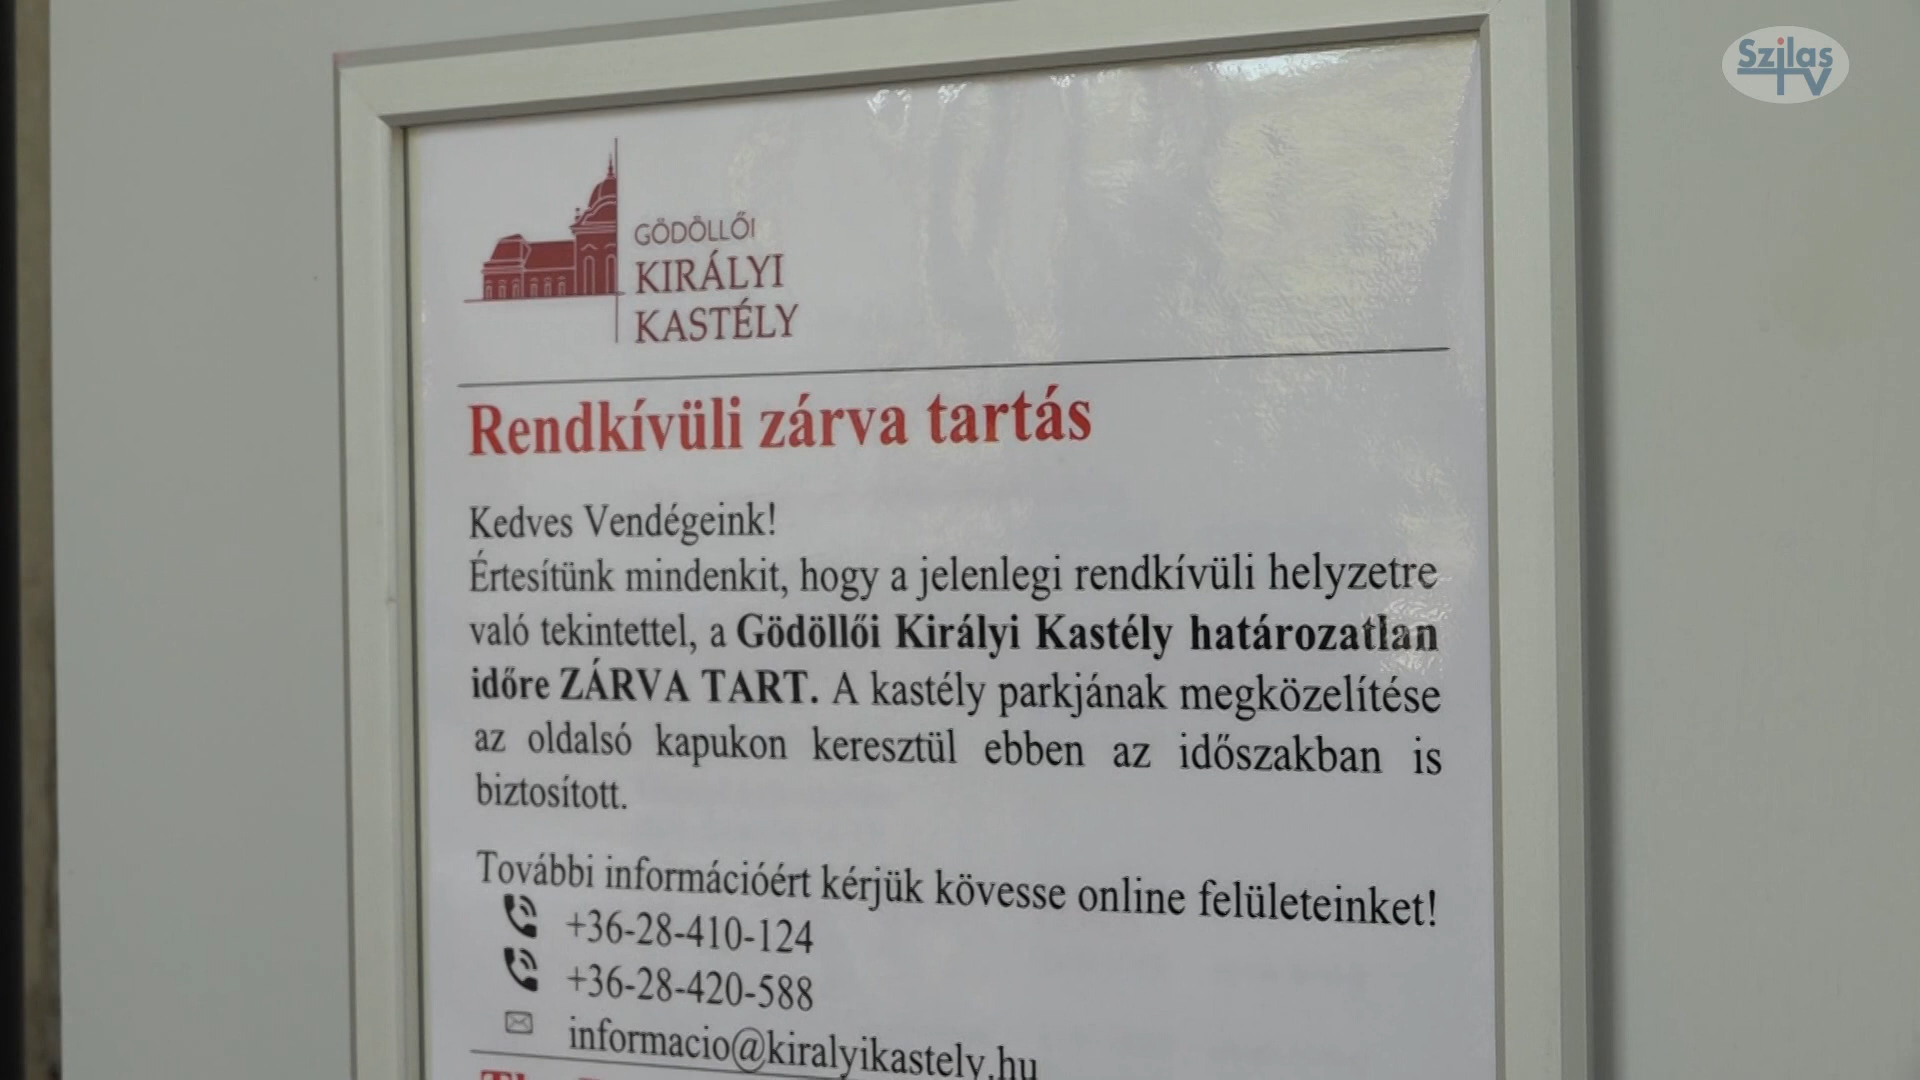 Szilas
TV
GÖDÖLLŐI
KIRÁLYI
KASTÉLY
Rendkívüli zárva tartás
Kedves Vendégeink!
Értesítünk mindenkit, hogy a jelenlegi rendkívüli helyzetre
való tekintettel, a Gödöllői Királyi Kastély határozatlan
időre ZÁRVA TART. A kastély parkjának megközelítése
az oldalsó kapukon keresztül ebben az időszakban is
biztosított.
További információért kérjük kövesse online felületeinket!
+36-28-410-124
+36-28-420-588
informacio@kiralyikastely.hu